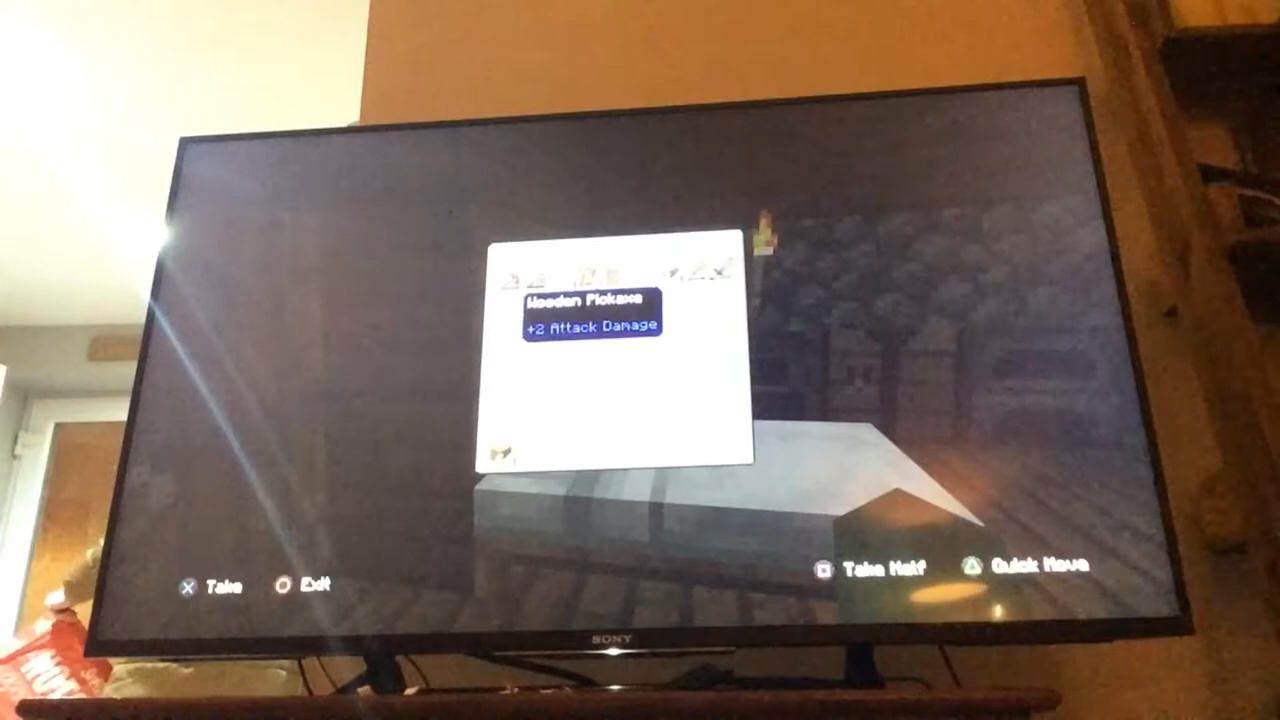 Wooden Pickaxe
+2 Attack Damage
Take
Exit
Take Half
Quick Move
SONY